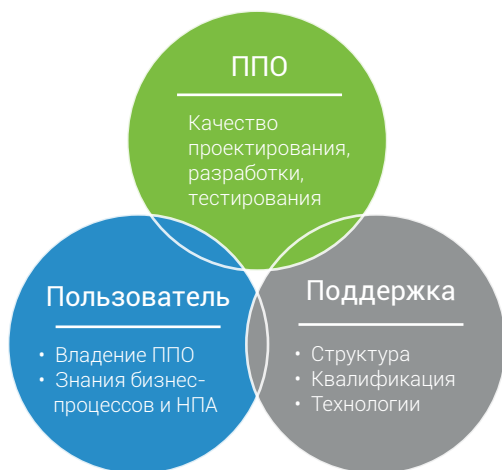 ППО
Качество
проектирования,
разработки,
тестирования
Пользователь
• Владение ППО
• Знания бизнес-
процессов и НПА
Поддержка
• Структура
• Квалификация
• Технологии